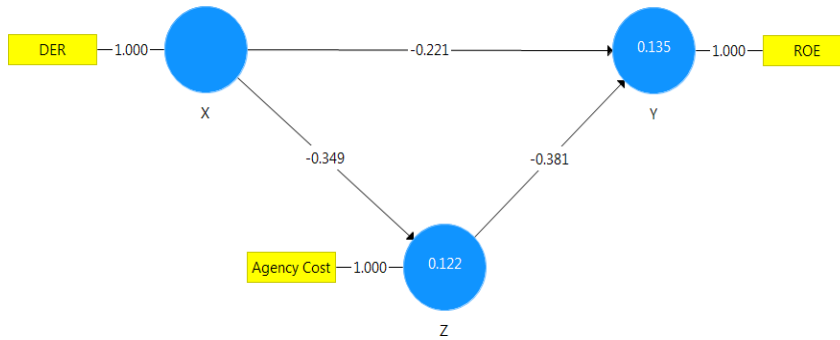 DER
1.000
-0.221
0.135
1.000
ROE
X
Y
-0.349
-0.381
Agency Cost
1.000
0.122
Z